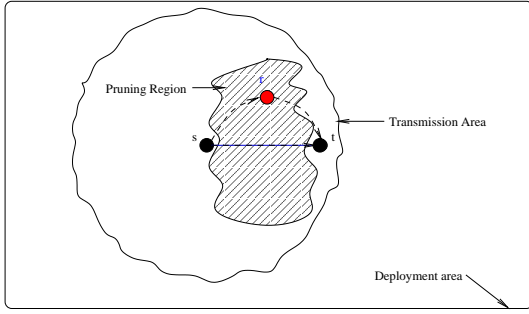 r
Pruning Region
Transmission Area
s
t
Deployment area